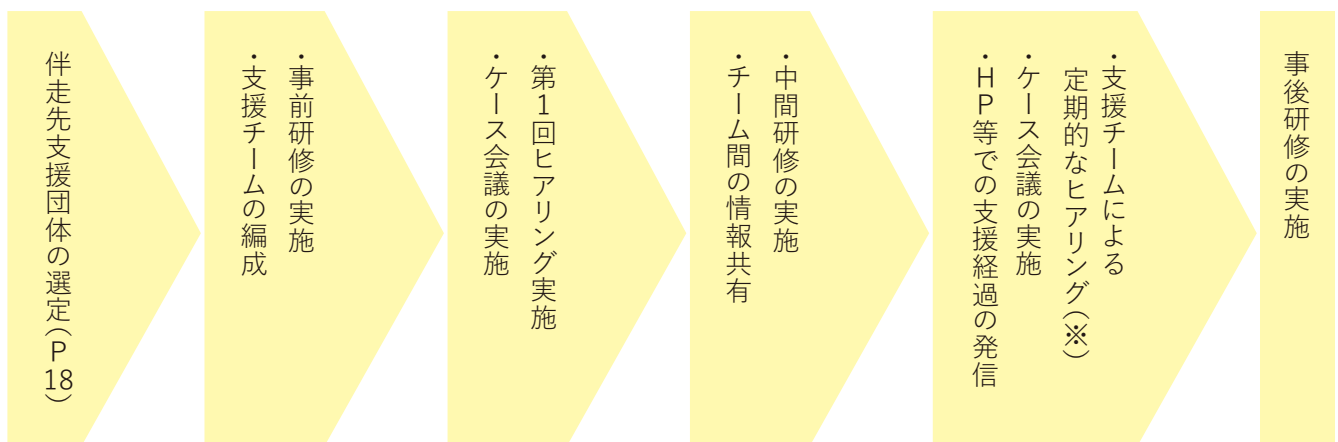 伴走先支援団体の選定(P18)
・事前研修の実施
・支援チームの編成
・第1回ヒアリング実施
・ケース会議の実施
・中間研修の実施
・チーム間の情報共有
・支援チームによる
定期的なヒアリング(※)
・ケース会議の実施
・HP等での支援経過の発信
事後研修の実施